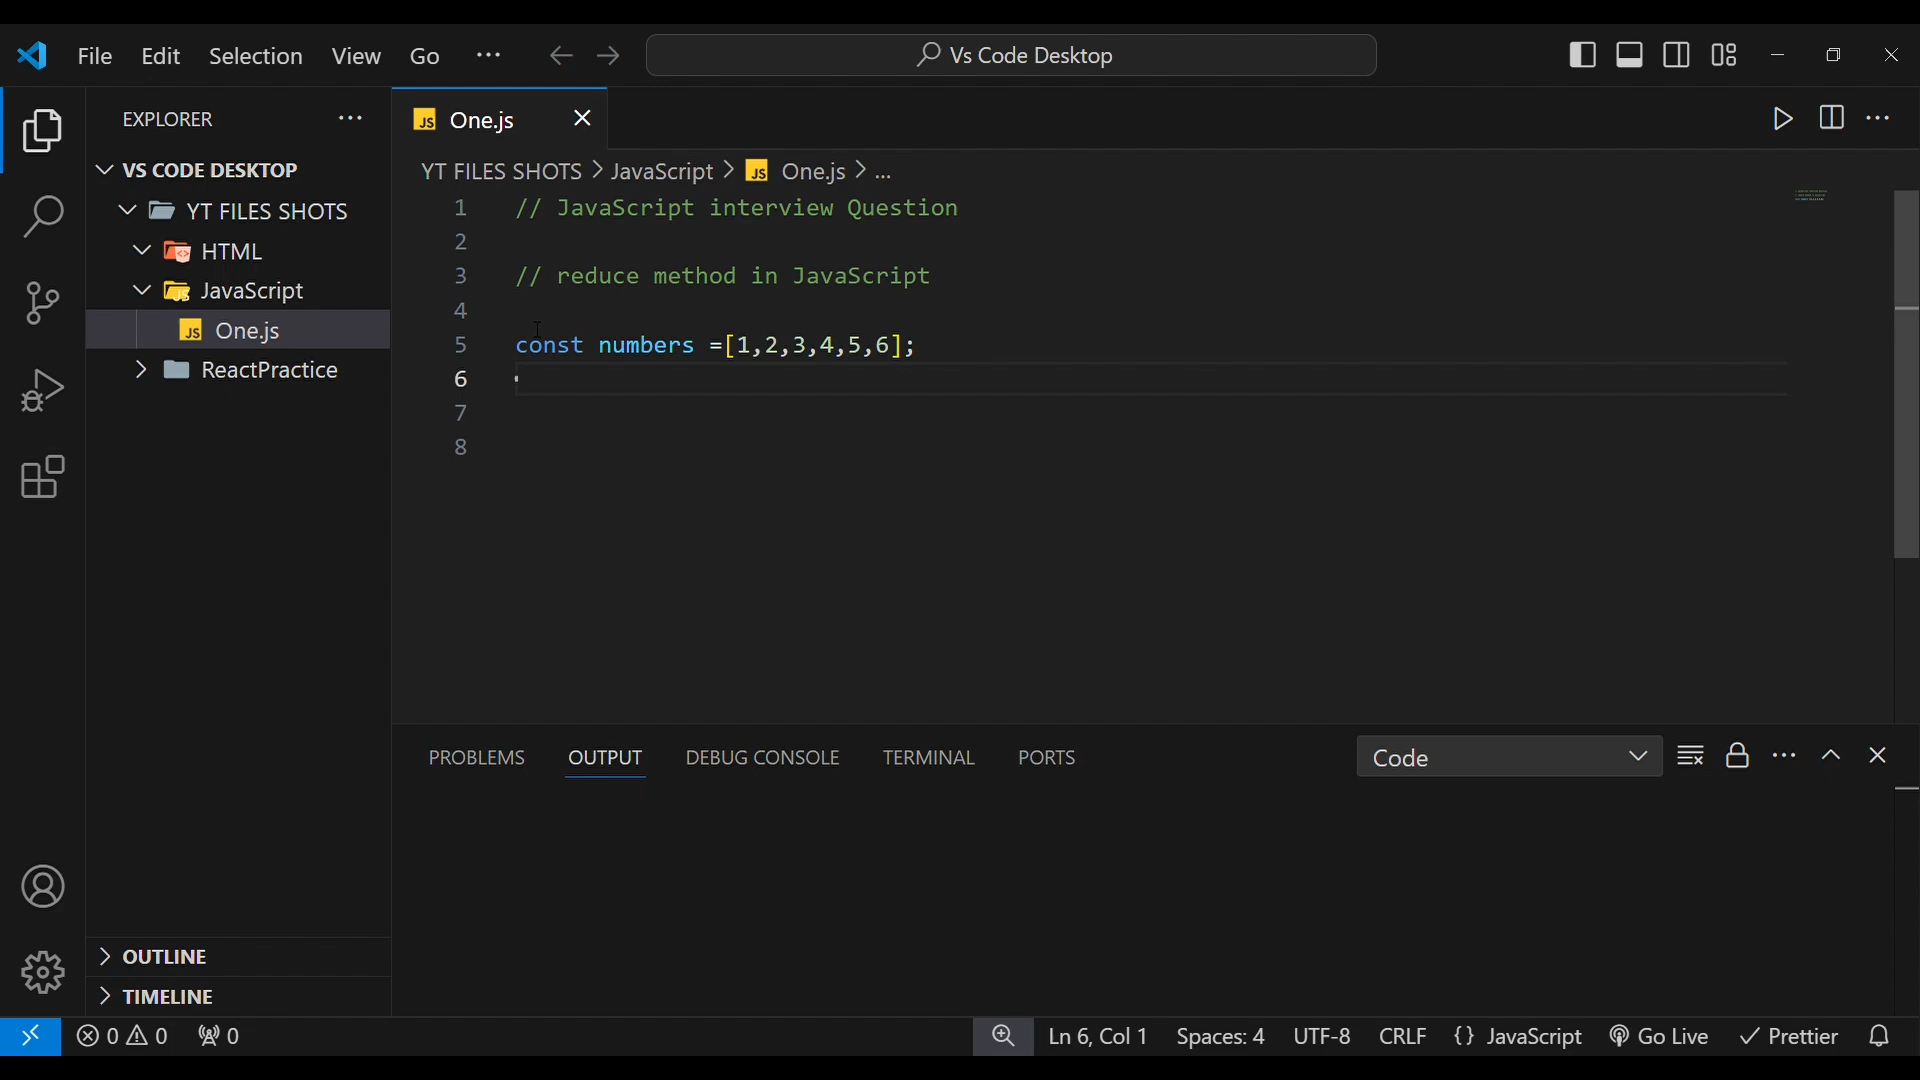 File Edit Selection View Go ··· Vs Code Desktop
EXPLORER ···
One.js
VS CODE DESKTOP
YT FILES SHOTS > JavaScript > JS One.js > ...
YT FILES SHOTS
HTML
JavaScript
JS One.js
ReactPractice
1 // JavaScript interview Question
2
3 // reduce method in JavaScript
4
5 const numbers =[1,2,3,4,5,6];
6
7
8
PROBLEMS OUTPUT DEBUG CONSOLE TERMINAL PORTS Code
OUTLINE
TIMELINE
0 0 0 Ln 6, Col 1 Spaces: 4 UTF-8 CRLF {} JavaScript Go Live Prettier